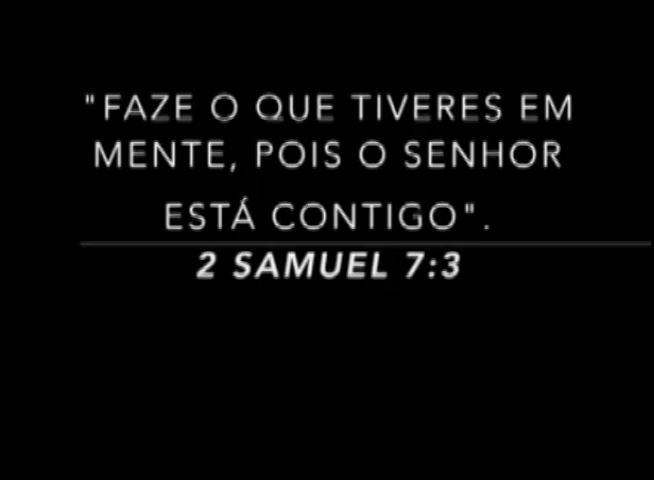 "FAZE O QUE TIVERES EM
MENTE, POIS O SENHOR
ESTÁ CONTIGO".
2 SAMUEL 7:3